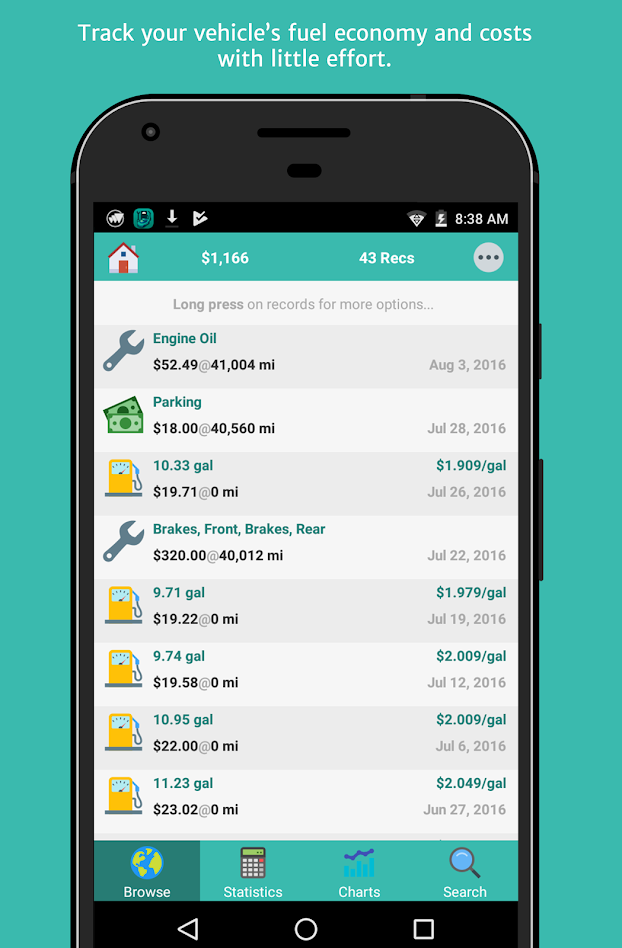 Track your vehicle’s fuel economy and costs
with little effort.
8:38 AM
$1,166 43 Recs
Long press on records for more options...
Engine Oil
$52.49@41,004 mi Aug 3, 2016
Parking
$18.00@40,560 mi Jul 28, 2016
10.33 gal $1.909/gal
$19.71@0 mi Jul 26, 2016
Brakes, Front, Brakes, Rear
$320.00@40,012 mi Jul 22, 2016
9.71 gal $1.979/gal
$19.22@0 mi Jul 19, 2016
9.74 gal $2.009/gal
$19.58@0 mi Jul 12, 2016
10.95 gal $2.009/gal
$22.00@0 mi Jul 6, 2016
11.23 gal $2.049/gal
$23.02@0 mi Jun 27, 2016
Browse Statistics Charts Search